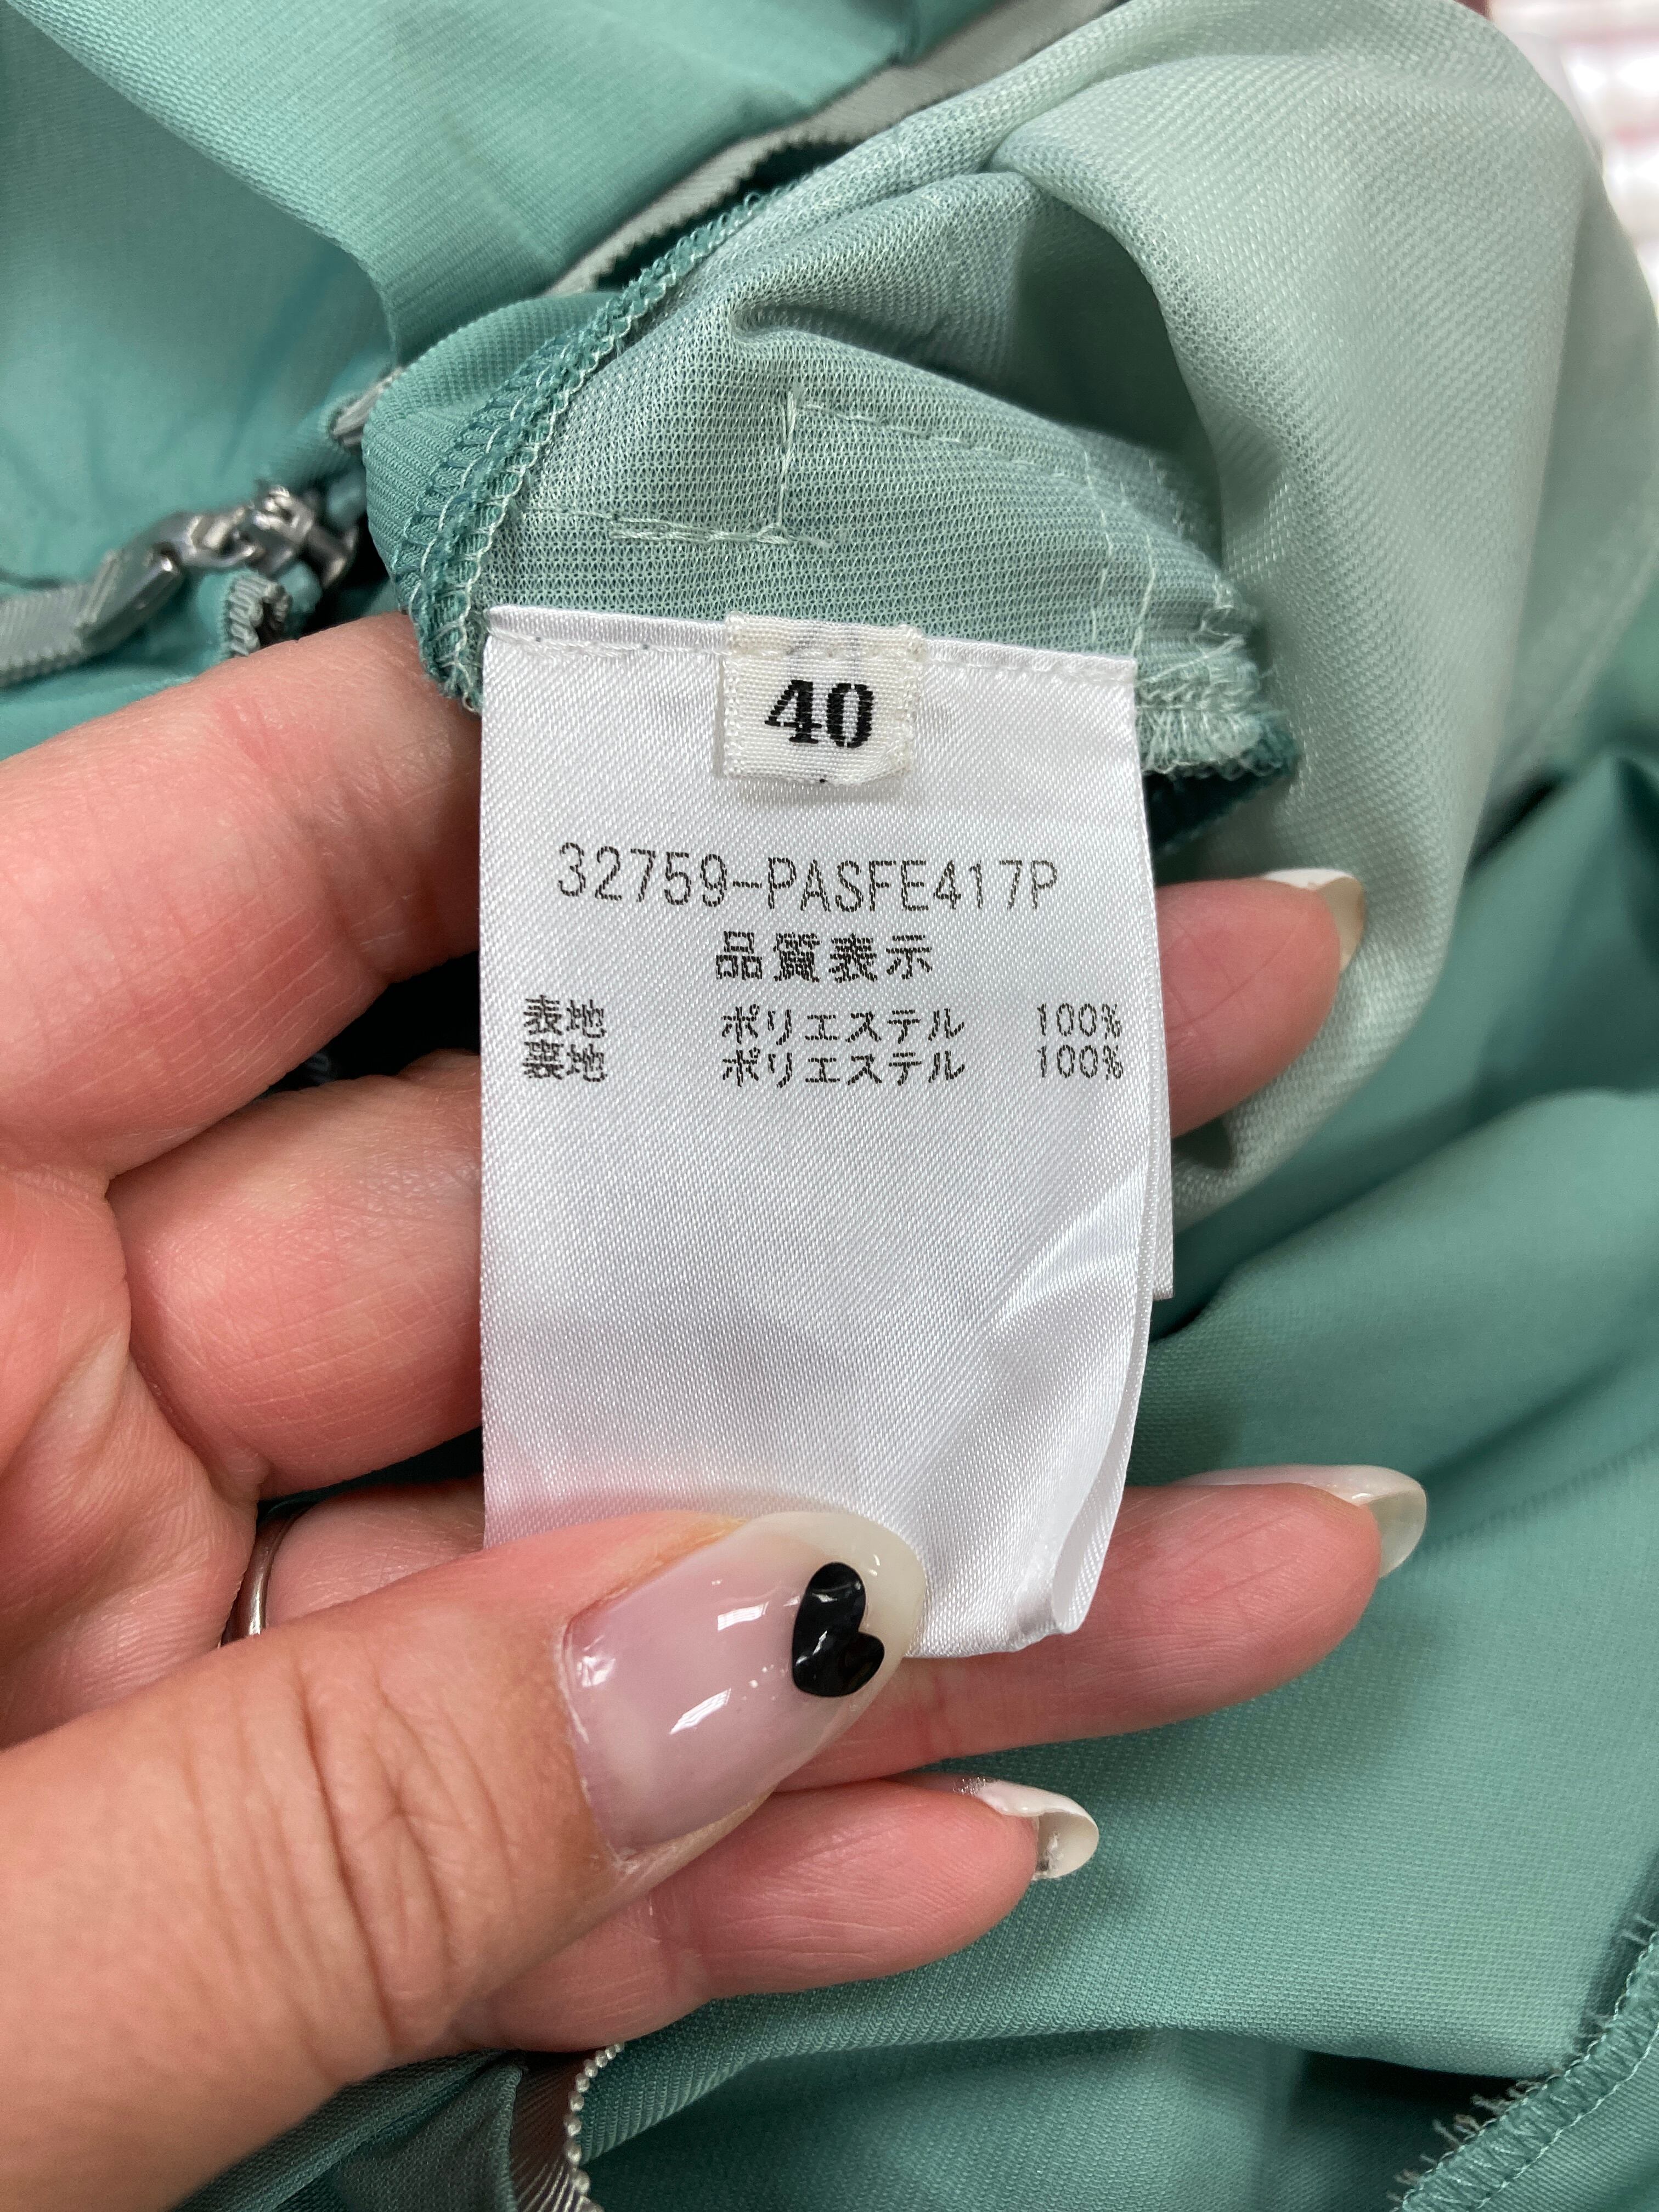 40
32759-PASFE417P
品質表示
表地 ポリエステル 100%
裏地 ポリエステル 100%